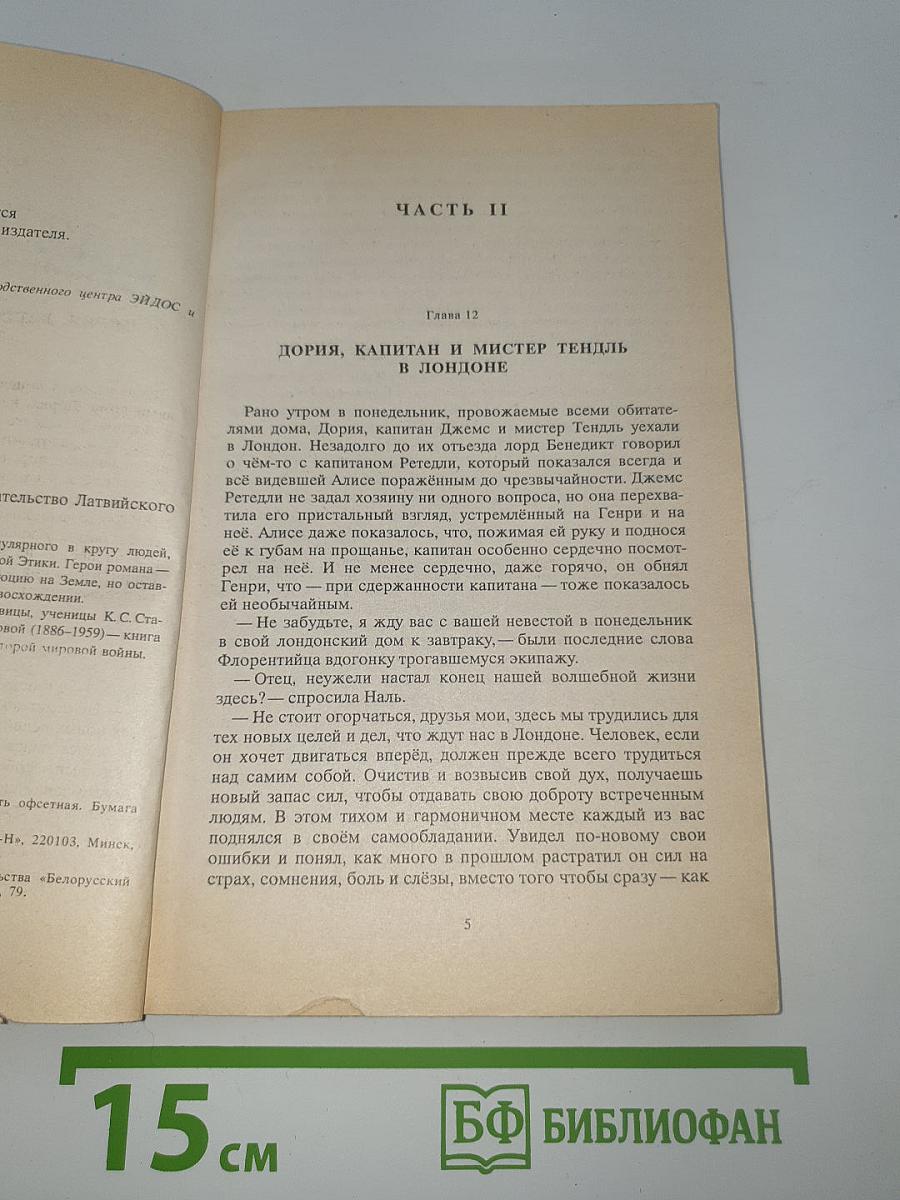 тся
издателя.
одственного центра ЭЙДОС и
ательство Латвийского
улярного в кругу людей,
ой Этики. Герои романа —
юцию на Земле, но остав-
восхождении.
вицы, ученицы К. С. Ста-
овой (1886–1959) — книга
торой мировой войны.
ть офсетная. Бумага
-Н», 220103, Минск,
ьства «Белорусский
, 79.
ЧАСТЬ II
Глава 12
ДОРИЯ, КАПИТАН И МИСТЕР ТЕНДЛЬ
В ЛОНДОНЕ
Рано утром в понедельник, провожаемые всеми обитате-
лями дома, Дория, капитан Джемс и мистер Тендль уехали
в Лондон. Незадолго до их отъезда лорд Бенедикт говорил
о чём-то с капитаном Ретедли, который показался всегда и
всё видевшей Алисе поражённым до чрезвычайности. Джемс
Ретедли не задал хозяину ни одного вопроса, но она перехва-
тила его пристальный взгляд, устремлённый на Генри и на
неё. Алисе даже показалось, что, пожимая ей руку и поднося
её к губам на прощанье, капитан особенно сердечно посмот-
рел на неё. И не менее сердечно, даже горячо, он обнял
Генри, что — при сдержанности капитана — тоже показалось
ей необычайным.
— Не забудьте, я жду вас с вашей невестой в понедельник
в свой лондонский дом к завтраку, — были последние слова
Флорентийца вдогонку трогавшемуся экипажу.
— Отец, неужели настал конец нашей волшебной жизни
здесь? — спросила Наль.
— Не стоит огорчаться, друзья мои, здесь мы трудились для
тех новых целей и дел, что ждут нас в Лондоне. Человек, если
он хочет двигаться вперёд, должен прежде всего трудиться
над самим собой. Очистив и возвысив свой дух, получаешь
новый запас сил, чтобы отдавать свою доброту встреченным
людям. В этом тихом и гармоничном месте каждый из вас
поднялся в своём самообладании. Увидел по-новому свои
ошибки и понял, как много в прошлом растратил он сил на
страх, сомнения, боль и слёзы, вместо того чтобы сразу — как
5
15 см
БФ БИБЛИОФАН